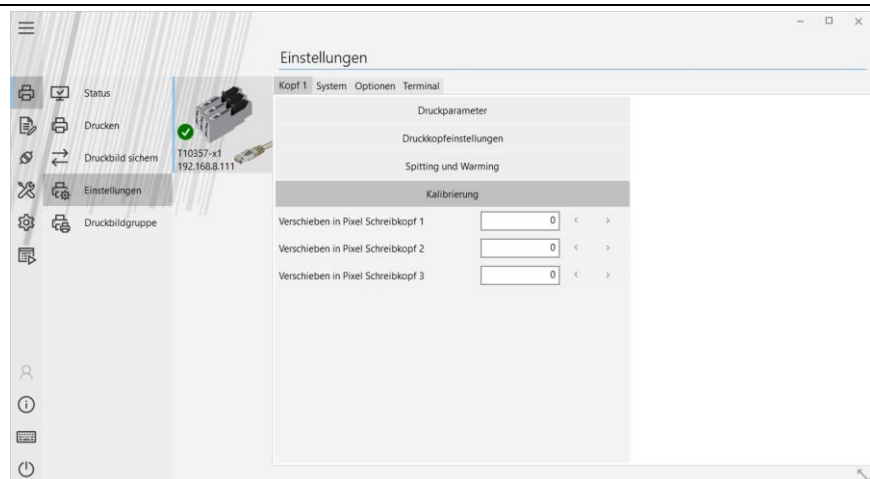 Einstellungen
Kopf 1 System Optionen Terminal
Status
Drucken
Druckbild sichern
Einstellungen
Druckbildgruppe
T10357-x1
192.168.8.111
Druckparameter
Druckkopfeinstellungen
Spitting und Warming
Kalibrierung
Verschieben in Pixel Schreibkopf 1 0
Verschieben in Pixel Schreibkopf 2 0
Verschieben in Pixel Schreibkopf 3 0